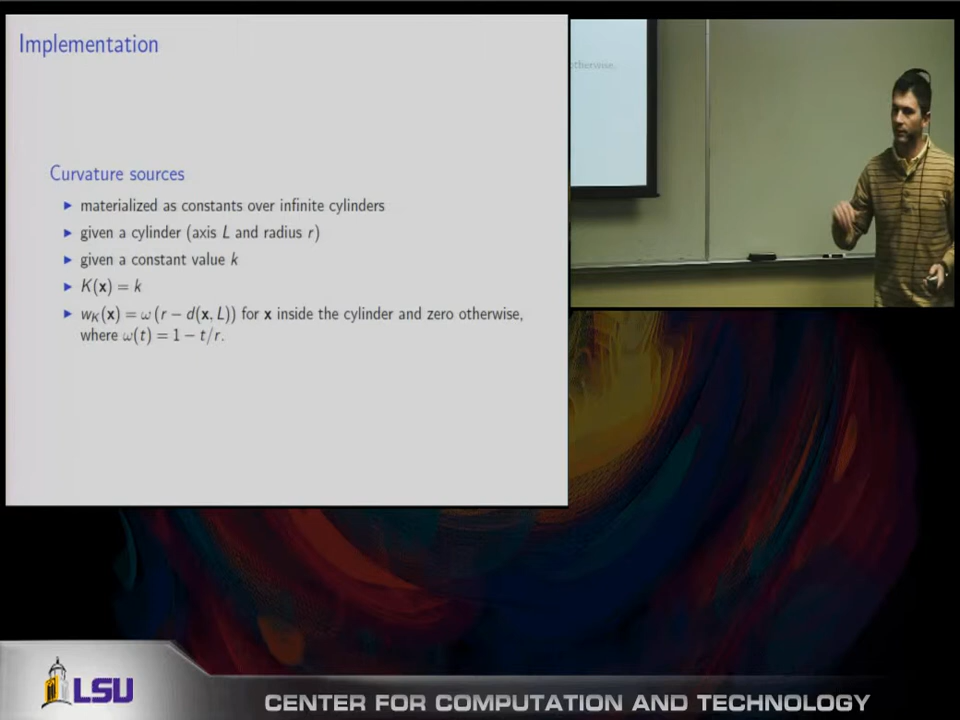 Implementation
Curvature sources
▶ materialized as constants over infinite cylinders
▶ given a cylinder (axis L and radius r)
▶ given a constant value k
▶ K(x) = k
▶ w_K(x) = ω (r − d(x, L)) for x inside the cylinder and zero otherwise,
where ω(t) = 1 − t/r.
otherwise.
LSU
CENTER FOR COMPUTATION AND TECHNOLOGY